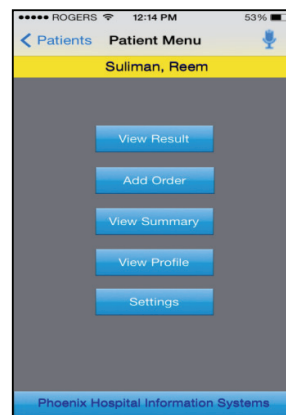 ROGERS 12:14 PM 53%
Patients Patient Menu
Suliman, Reem
View Result
Add Order
View Summary
View Profile
Settings
Phoenix Hospital Information Systems